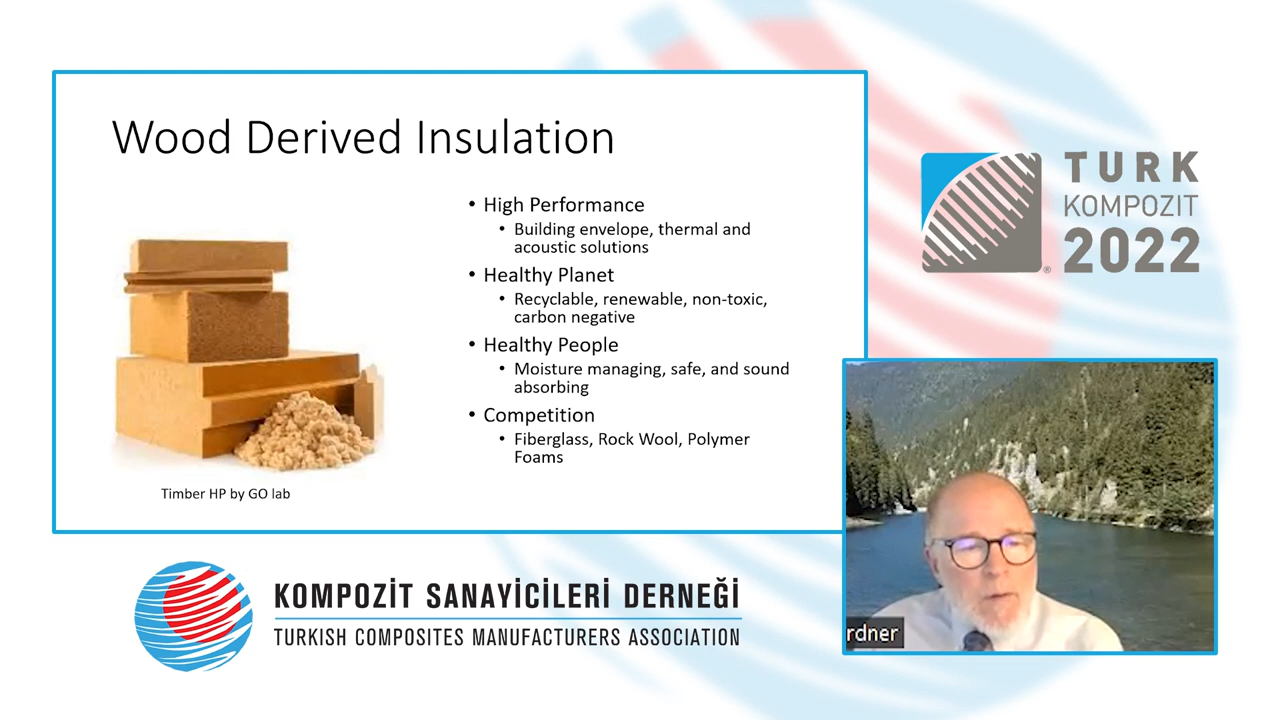 Wood Derived Insulation
• High Performance
• Building envelope, thermal and
acoustic solutions
• Healthy Planet
• Recyclable, renewable, non-toxic,
carbon negative
• Healthy People
• Moisture managing, safe, and sound
absorbing
• Competition
• Fiberglass, Rock Wool, Polymer
Foams
Timber HP by GO lab
TURK
KOMPOZIT
2022
®
rdner
KOMPOZİT SANAYİCİLERİ DERNEĞİ
TURKISH COMPOSITES MANUFACTURERS ASSOCIATION